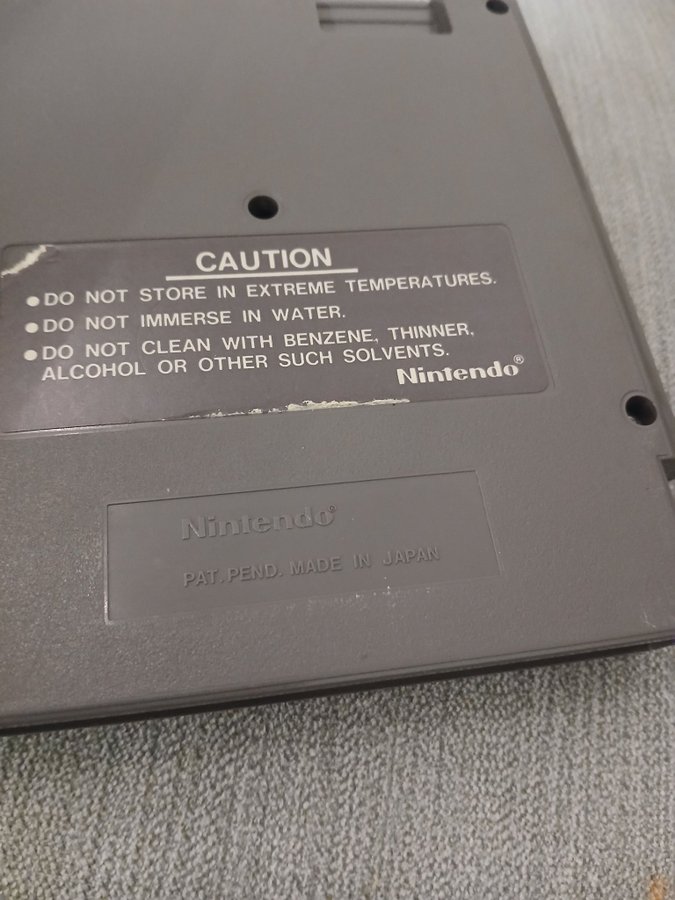 CAUTION
● DO NOT STORE IN EXTREME TEMPERATURES.
● DO NOT IMMERSE IN WATER.
● DO NOT CLEAN WITH BENZENE, THINNER,
ALCOHOL OR OTHER SUCH SOLVENTS.
Nintendo®
Nintendo®
PAT. PEND. MADE IN JAPAN